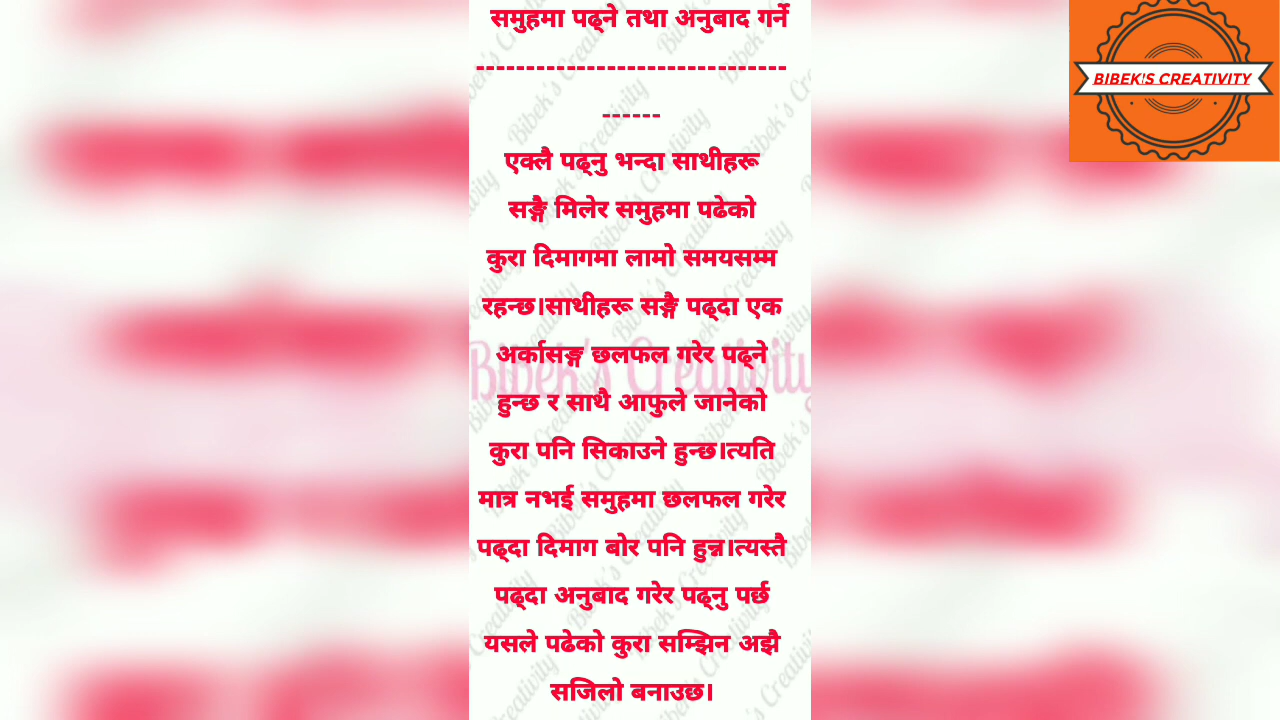 समुहमा पढ्ने तथा अनुबाद गर्ने
-------------------------------
------
एक्लै पढ्नु भन्दा साथीहरू
सङ्गै मिलेर समुहमा पढेको
कुरा दिमागमा लामो समयसम्म
रहन्छ।साथीहरू सङ्गै पढ्दा एक
अर्कासङ्ग छलफल गरेर पढ्ने
हुन्छ र साथै आफुले जानेको
कुरा पनि सिकाउने हुन्छ।त्यति
मात्र नभई समुहमा छलफल गरेर
पढ्दा दिमाग बोर पनि हुन्न।त्यस्तै
पढ्दा अनुबाद गरेर पढ्नु पर्छ
यसले पढेको कुरा सम्झिन अझै
सजिलो बनाउछ।
BIBEK'S CREATIVITY
Bibek's Creativity